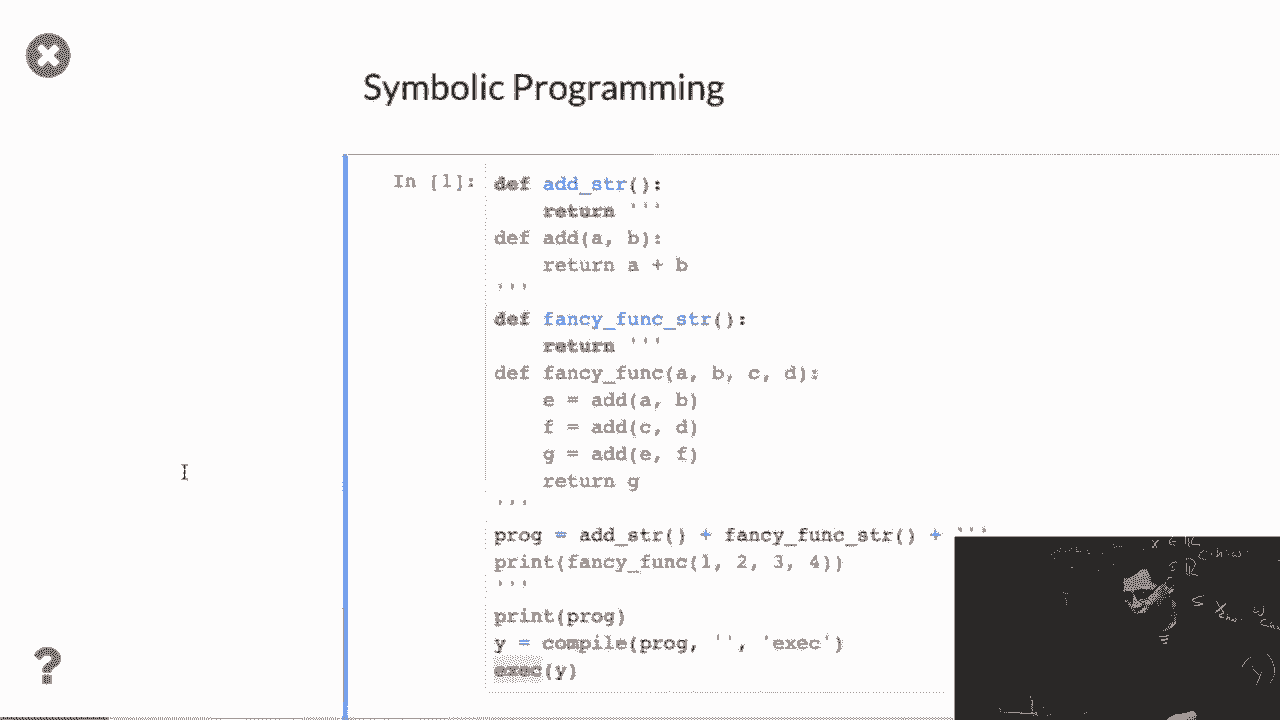 Symbolic Programming
In [1]:
def add_str():
    return '''
def add(a, b):
    return a + b
'''
def fancy_func_str():
    return '''
def fancy_func(a, b, c, d):
    e = add(a, b)
    f = add(c, d)
    g = add(e, f)
    return g
'''
prog = add_str() + fancy_func_str() + '''
print(fancy_func(1, 2, 3, 4))
'''
print(prog)
y = compile(prog, '', 'exec')
exec(y)
?